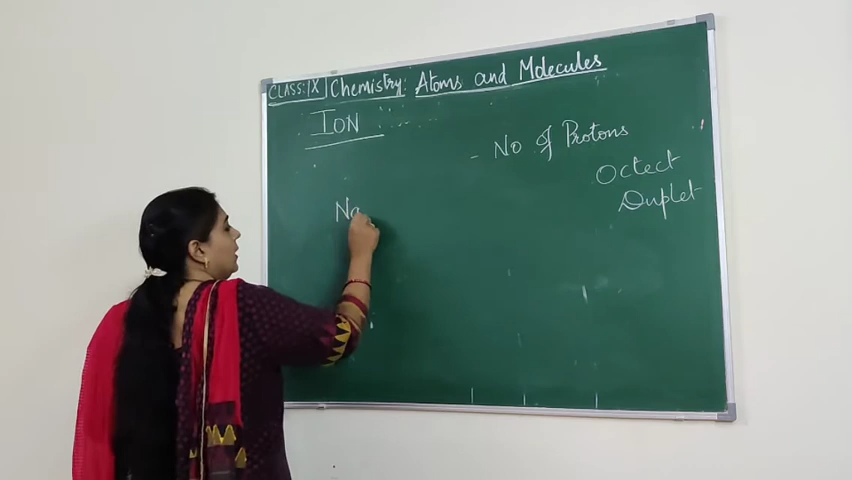 CLASS: IX Chemistry: Atoms and Molecules
ION
- No of Protons
Octect
Duplet
Na